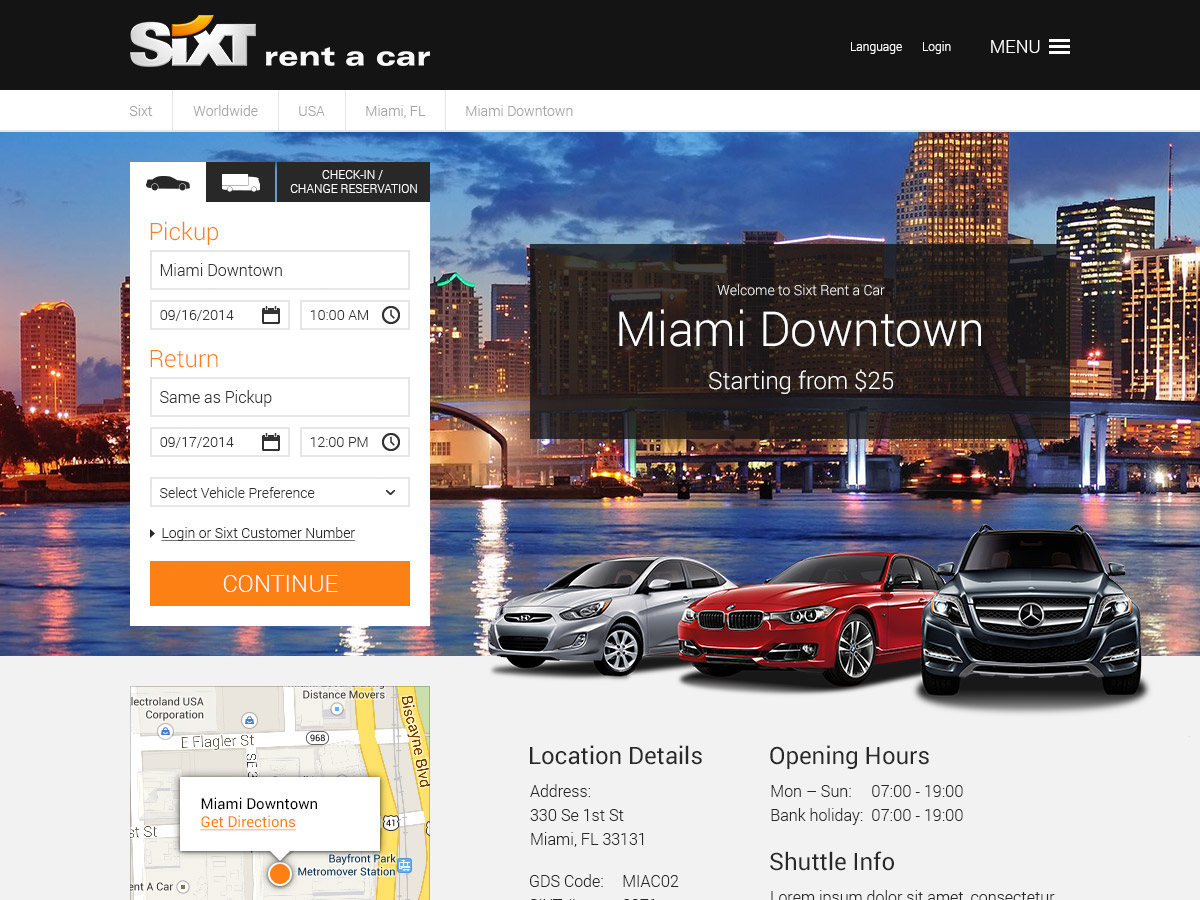 SIXT rent a car
Language
Login
MENU
Sixt
Worldwide
USA
Miami, FL
Miami Downtown
CHECK-IN /
CHANGE RESERVATION
Pickup
Miami Downtown
09/16/2014
10:00 AM
Return
Same as Pickup
09/17/2014
12:00 PM
Select Vehicle Preference
Login or Sixt Customer Number
CONTINUE
Welcome to Sixt Rent a Car
Miami Downtown
Starting from $25
lectroland USA
Corporation
Distance Movers
E Flagler St
968
Biscayne Blvd
Miami Downtown
Get Directions
41
st St
Bayfront Park
Metromover Station
ent A Car
Location Details
Address:
330 Se 1st St
Miami, FL 33131
GDS Code: MIAC02
Opening Hours
Mon – Sun: 07:00 - 19:00
Bank holiday: 07:00 - 19:00
Shuttle Info
Lorem ipsum dolor sit amet, consectetur